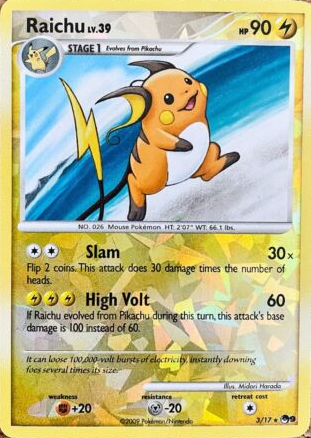 Raichu LV.39 HP 90
STAGE 1 Evolves from Pikachu
NO. 026 Mouse Pokémon HT: 2'07" WT: 66.1 lbs.
Slam 30×
Flip 2 coins. This attack does 30 damage times the number of
heads.
High Volt 60
If Raichu evolved from Pikachu during this turn, this attack's base
damage is 100 instead of 60.
It can loose 100,000-volt bursts of electricity, instantly downing
foes several times its size.
Illus. Midori Harada
weakness resistance retreat cost
+20 -20
©2009 Pokémon/Nintendo 3/17 ★ 9